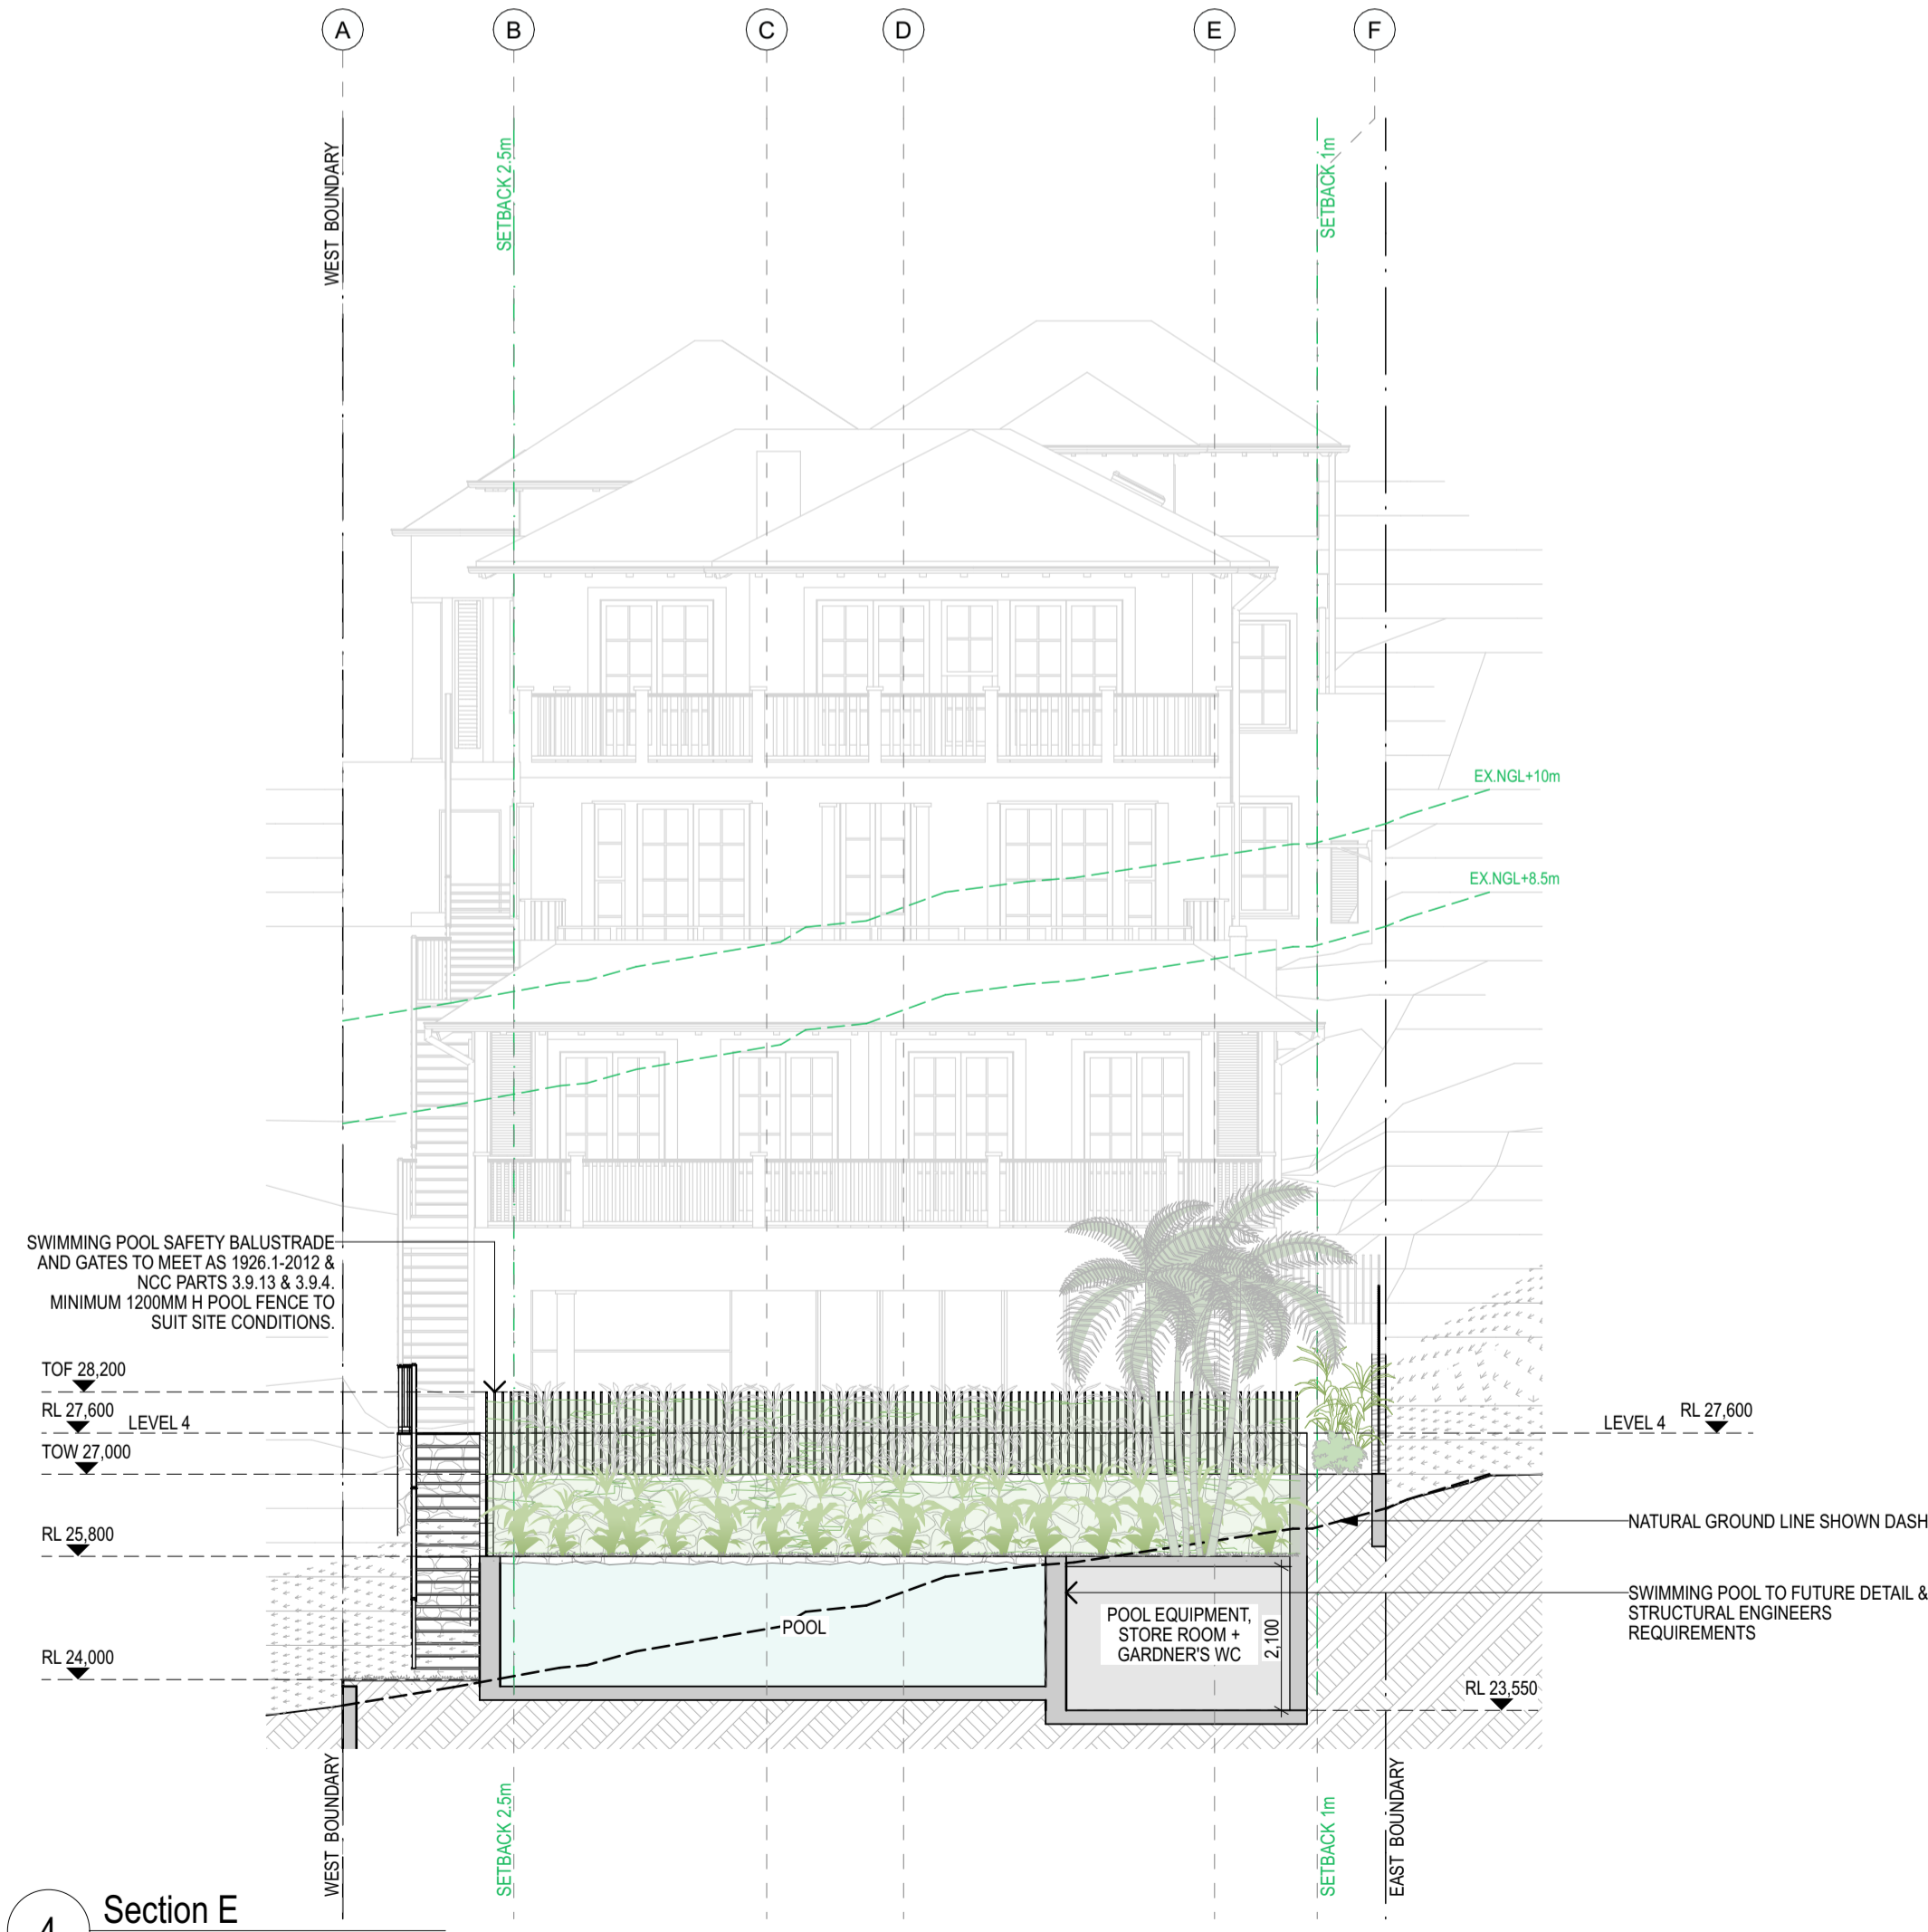 A
B
C
D
E
F
WEST BOUNDARY
SETBACK 2.5m
SETBACK 1m
EX.NGL+10m
EX.NGL+8.5m
SWIMMING POOL SAFETY BALUSTRADE
AND GATES TO MEET AS 1926.1-2012 &
NCC PARTS 3.9.13 & 3.9.4.
MINIMUM 1200MM H POOL FENCE TO
SUIT SITE CONDITIONS.
TOF 28,200
RL 27,600
LEVEL 4
TOW 27,000
RL 25,800
RL 24,000
LEVEL 4
RL 27,600
NATURAL GROUND LINE SHOWN DASH
SWIMMING POOL TO FUTURE DETAIL &
STRUCTURAL ENGINEERS
REQUIREMENTS
POOL
POOL EQUIPMENT,
STORE ROOM +
GARDNER'S WC
2,100
RL 23,550
WEST BOUNDARY
SETBACK 2.5m
SETBACK 1m
EAST BOUNDARY
4
Section E